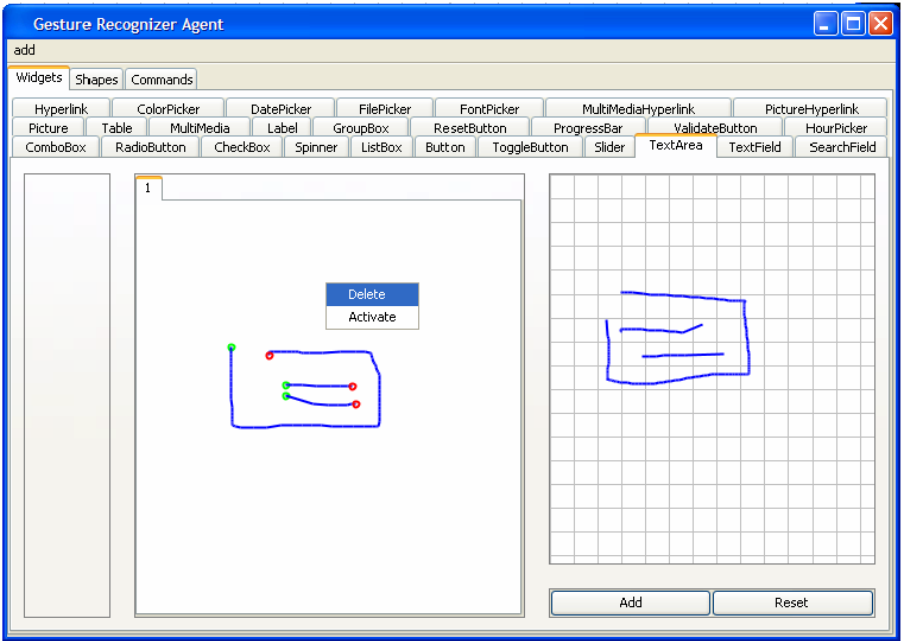 Gesture Recognizer Agent
add
Widgets Shapes Commands
Hyperlink ColorPicker DatePicker FilePicker FontPicker MultiMediaHyperlink PictureHyperlink
Picture Table MultiMedia Label GroupBox ResetButton ProgressBar ValidateButton HourPicker
ComboBox RadioButton CheckBox Spinner ListBox Button ToggleButton Slider TextArea TextField SearchField
1
Delete
Activate
Add Reset